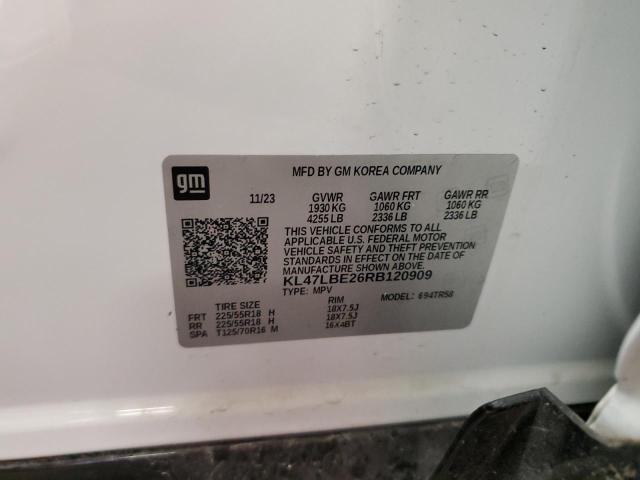 gm
MFD BY GM KOREA COMPANY
11/23 GVWR GAWR FRT GAWR RR
1930 KG 1060 KG 1060 KG
4255 LB 2336 LB 2336 LB
THIS VEHICLE CONFORMS TO ALL
APPLICABLE U.S. FEDERAL MOTOR
VEHICLE SAFETY AND THEFT PREVENTION
STANDARDS IN EFFECT ON THE DATE OF
MANUFACTURE SHOWN ABOVE.
KL47LBE26RB120909
TYPE: MPV MODEL: 694TR58
TIRE SIZE RIM
FRT 225/55R18 H 18X7.5J
RR 225/55R18 H 18X7.5J
SPA T125/70R16 M 16X4BT